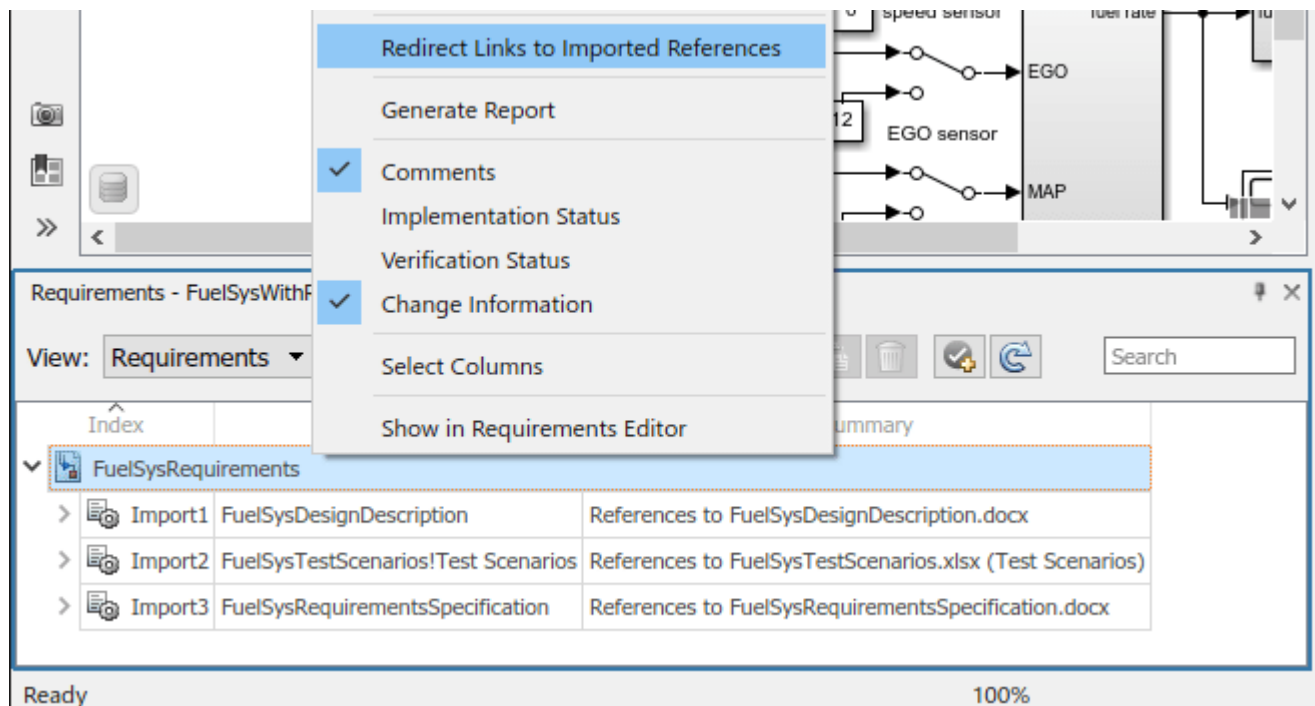 speed sensor
fuel rate
Redirect Links to Imported References
EGO
Generate Report
12
EGO sensor
Comments
MAP
Implementation Status
Verification Status
Requirements - FuelSysWith
Change Information
View: Requirements
Search
Select Columns
Index
ummary
Show in Requirements Editor
FuelSysRequirements
Import1 FuelSysDesignDescription References to FuelSysDesignDescription.docx
Import2 FuelSysTestScenarios!Test Scenarios References to FuelSysTestScenarios.xlsx (Test Scenarios)
Import3 FuelSysRequirementsSpecification References to FuelSysRequirementsSpecification.docx
Ready 100%